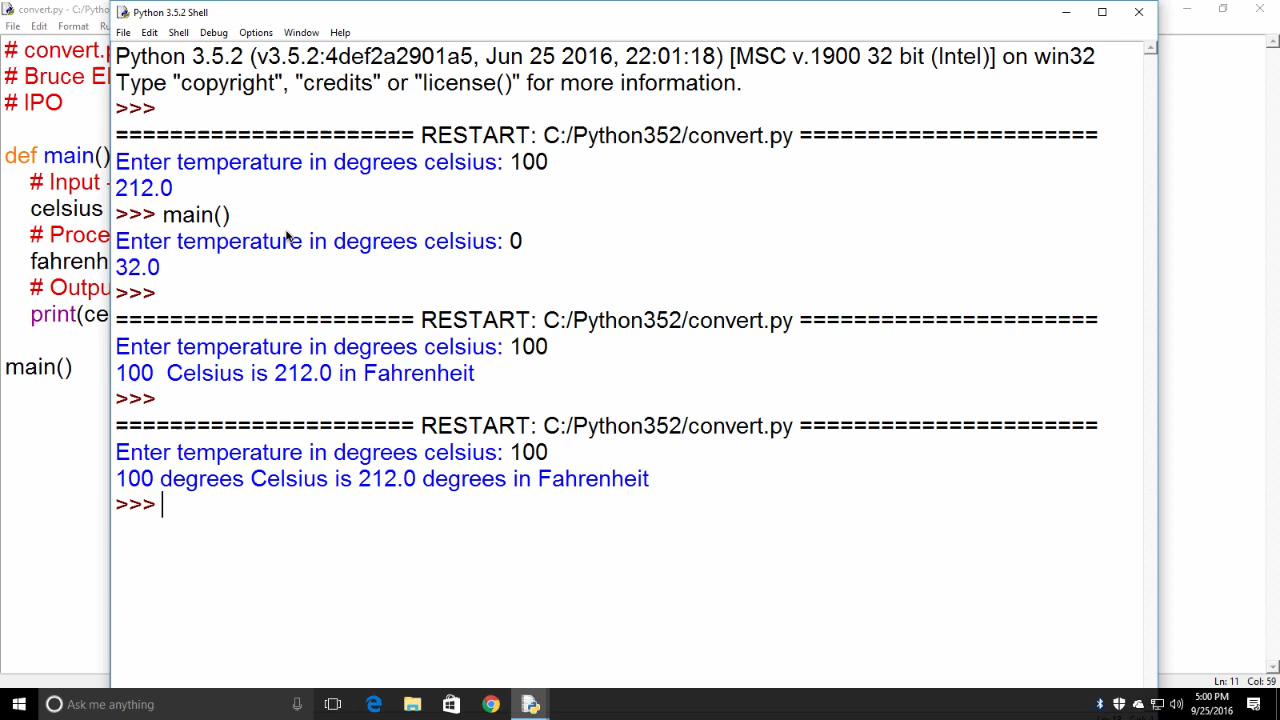 convert.py - C:/Pytho
File Edit Format Ru
# convert.p
# Bruce El
# IPO
def main()
# Input -
celsius
# Proce
fahrenh
# Outpu
print(ce
main()
Python 3.5.2 Shell
File Edit Shell Debug Options Window Help
Python 3.5.2 (v3.5.2:4def2a2901a5, Jun 25 2016, 22:01:18) [MSC v.1900 32 bit (Intel)] on win32
Type "copyright", "credits" or "license()" for more information.
>>>
====================== RESTART: C:/Python352/convert.py ======================
Enter temperature in degrees celsius: 100
212.0
>>> main()
Enter temperature in degrees celsius: 0
32.0
>>>
====================== RESTART: C:/Python352/convert.py ======================
Enter temperature in degrees celsius: 100
100  Celsius is 212.0 in Fahrenheit
>>>
====================== RESTART: C:/Python352/convert.py ======================
Enter temperature in degrees celsius: 100
100 degrees Celsius is 212.0 degrees in Fahrenheit
>>>
Ln: 11 Col: 59
Ask me anything
5:00 PM
9/25/2016